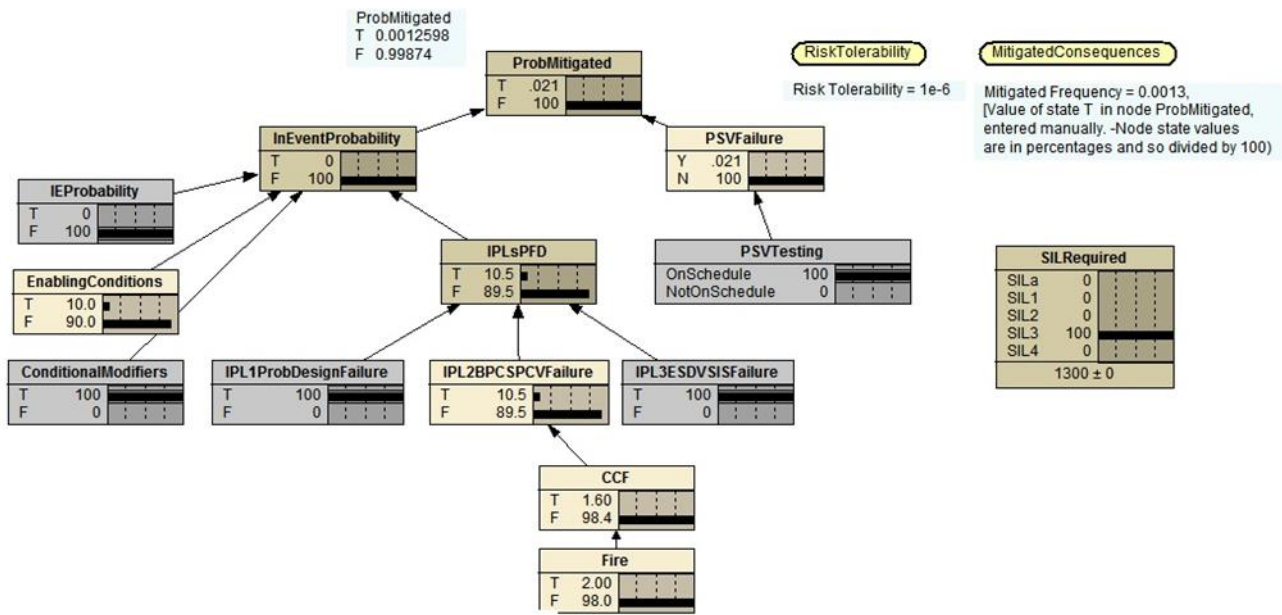 ProbMitigated
T 0.0012598
F 0.99874
ProbMitigated
T .021
F 100
RiskTolerability
Risk Tolerability = 1e-6
MitigatedConsequences
Mitigated Frequency = 0.0013,
[Value of state T in node ProbMitigated,
entered manually. -Node state values
are in percentages and so divided by 100)
InEventProbability
T 0
F 100
PSVFailure
Y .021
N 100
IEProbability
T 0
F 100
IPLsPFD
T 10.5
F 89.5
PSVTesting
OnSchedule 100
NotOnSchedule 0
SILRequired
SILa 0
SIL1 0
SIL2 0
SIL3 100
SIL4 0
1300 ± 0
EnablingConditions
T 10.0
F 90.0
ConditionalModifiers
T 100
F 0
IPL1ProbDesignFailure
T 100
F 0
IPL2BPCSPCVFailure
T 10.5
F 89.5
IPL3ESDVSISFailure
T 100
F 0
CCF
T 1.60
F 98.4
Fire
T 2.00
F 98.0